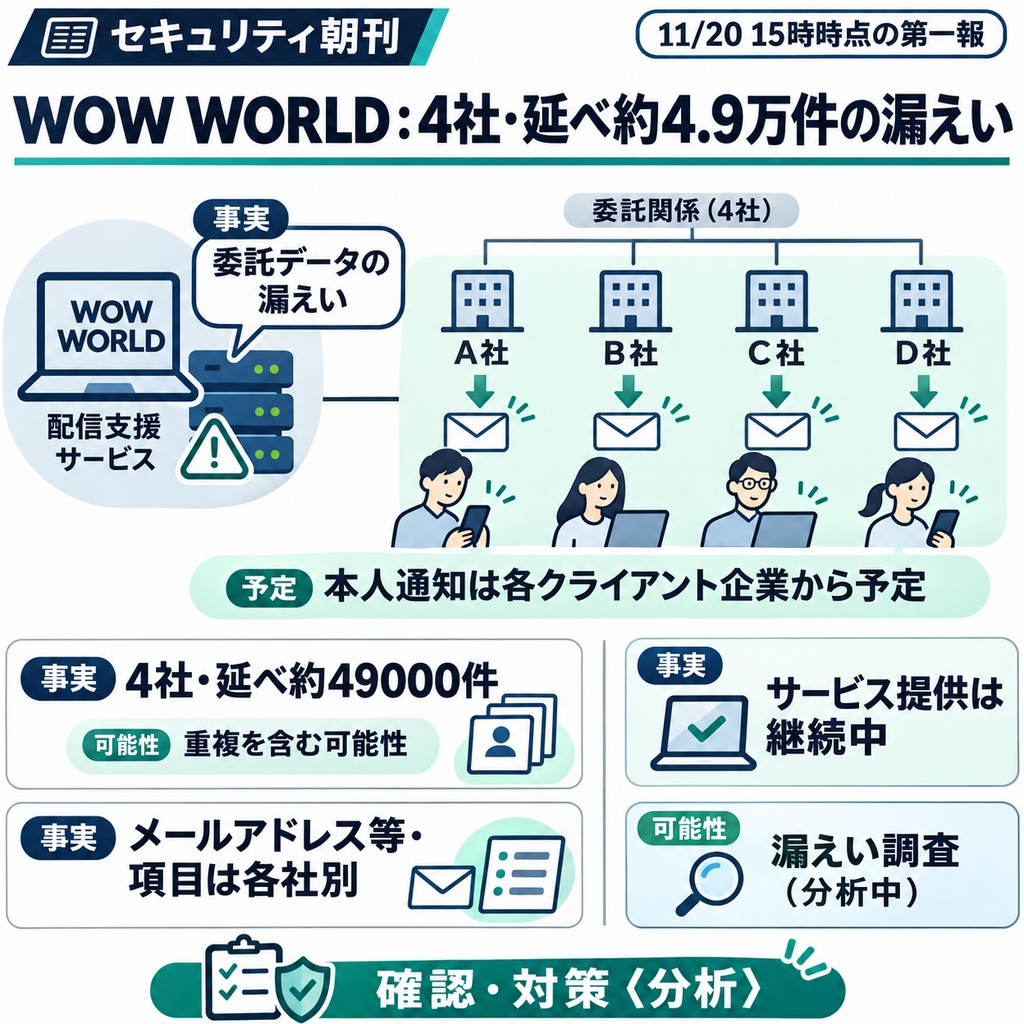 セキュリティ朝刊
11/20 15時時点の第一報
WOW WORLD：4社・延べ約4.9万件の漏えい
事実
委託データの
漏えい
WOW
WORLD
配信支援
サービス
委託関係（4社）
A社
B社
C社
D社
予定 本人通知は各クライアント企業から予定
事実 4社・延べ約49000件
可能性 重複を含む可能性
事実
サービス提供は
継続中
事実 メールアドレス等・
項目は各社別
可能性
漏えい調査
（分析中）
確認・対策〈分析〉